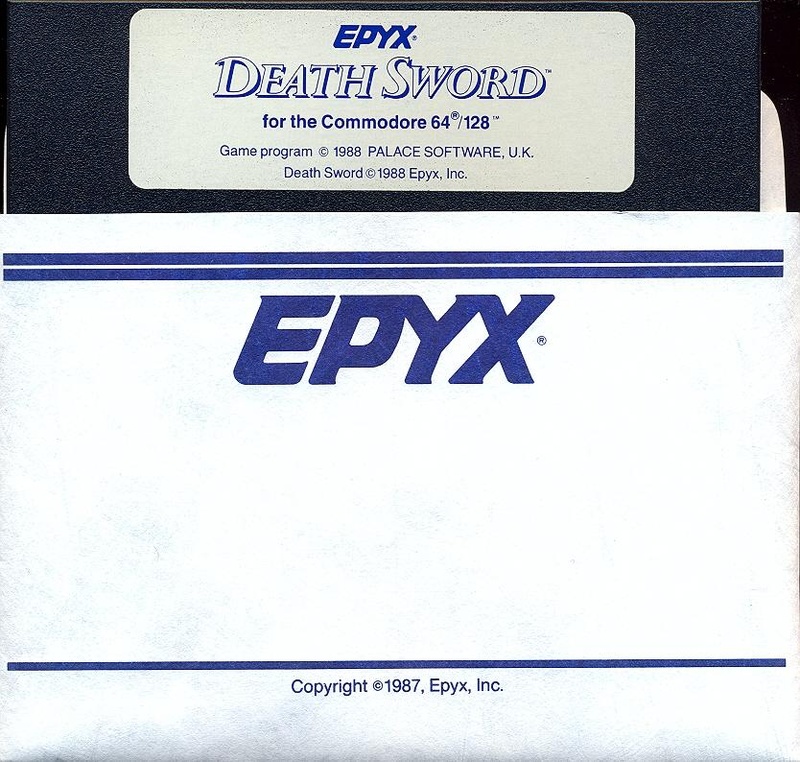 EPYX®
DEATH SWORD™
for the Commodore 64®/128™
Game program © 1988 PALACE SOFTWARE, U.K.
Death Sword © 1988 Epyx, Inc.
EPYX®
Copyright ©1987, Epyx, Inc.